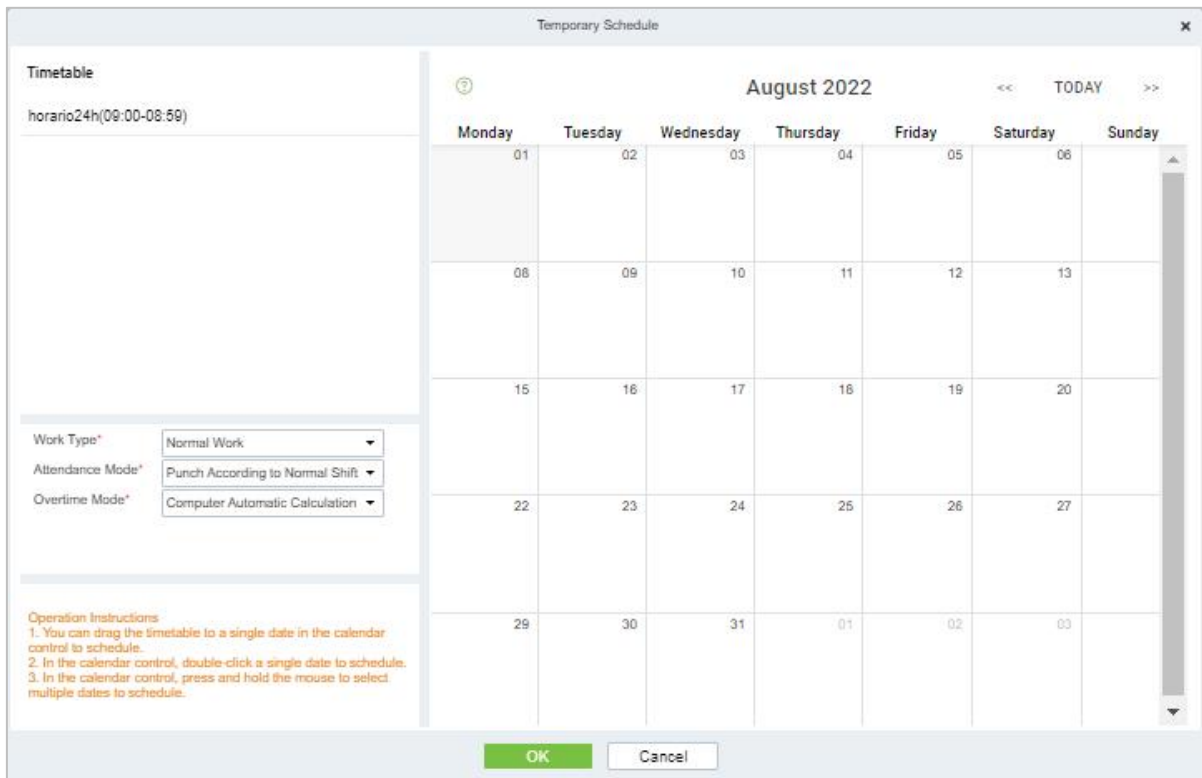 Temporary Schedule
Timetable
horario24h(09:00-08:59)
Work Type* Normal Work
Attendance Mode* Punch According to Normal Shift
Overtime Mode* Computer Automatic Calculation
Operation Instructions
1. You can drag the timetable to a single date in the calendar
control to schedule.
2. In the calendar control, double-click a single date to schedule.
3. In the calendar control, press and hold the mouse to select
multiple dates to schedule.
? August 2022 << TODAY >>
Monday Tuesday Wednesday Thursday Friday Saturday Sunday
01 02 03 04 05 06
08 09 10 11 12 13
15 16 17 18 19 20
22 23 24 25 26 27
29 30 31 01 02 03
OK Cancel